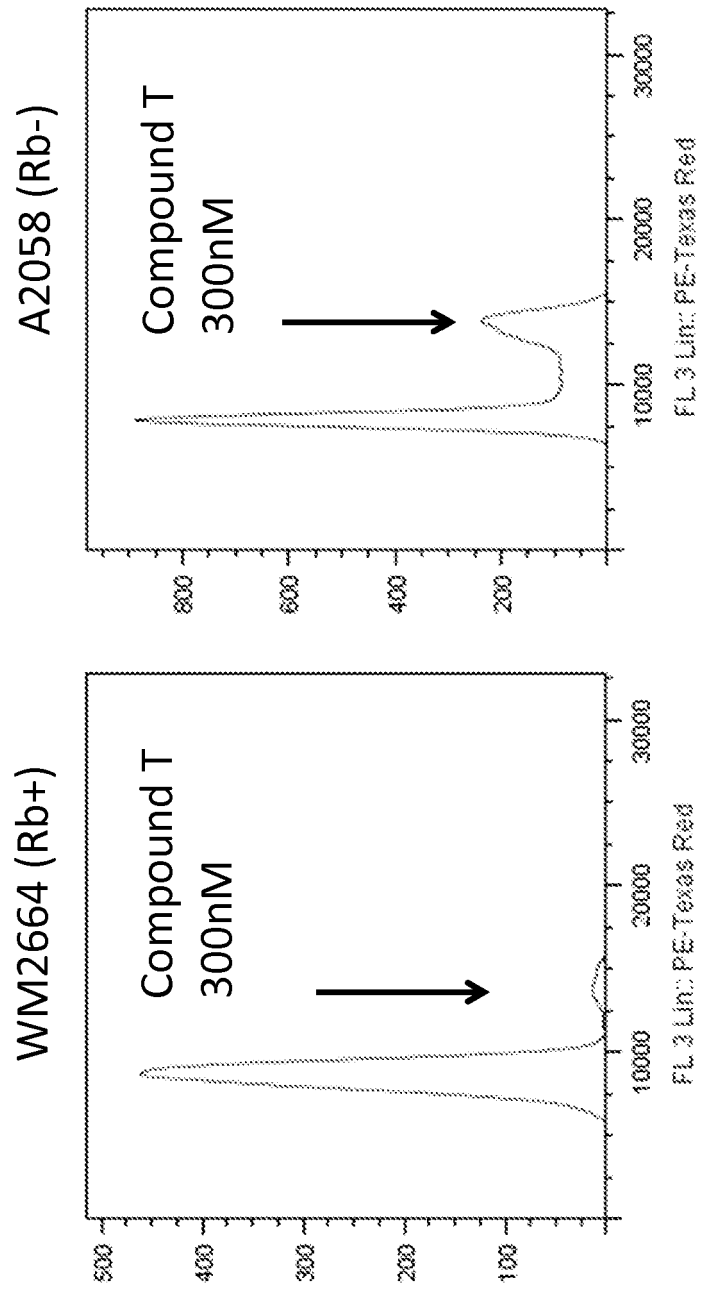 WM2664 (Rb+)
Compound T
300nM
500
400
300
200
100
10000
20000
30000
FL 3 Lin:: PE-Texas Red
A2058 (Rb-)
Compound T
300nM
800
600
400
200
10000
20000
30000
FL 3 Lin:: PE-Texas Red